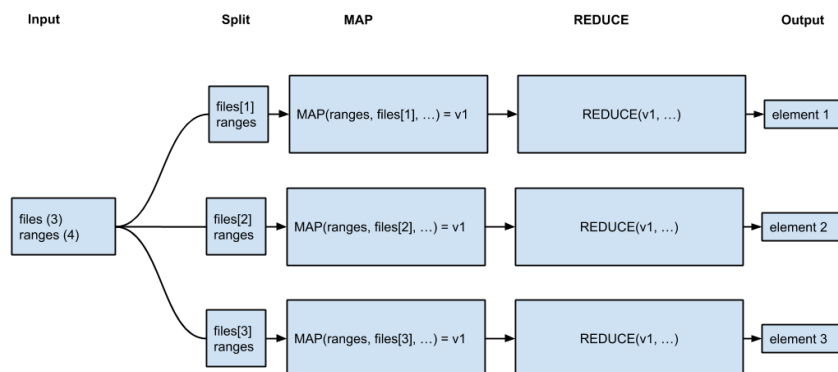 Input
Split
MAP
REDUCE
Output
files (3)
ranges (4)
files[1]
ranges
MAP(ranges, files[1], …) = v1
REDUCE(v1, …)
element 1
files[2]
ranges
MAP(ranges, files[2], …) = v1
REDUCE(v1, …)
element 2
files[3]
ranges
MAP(ranges, files[3], …) = v1
REDUCE(v1, …)
element 3